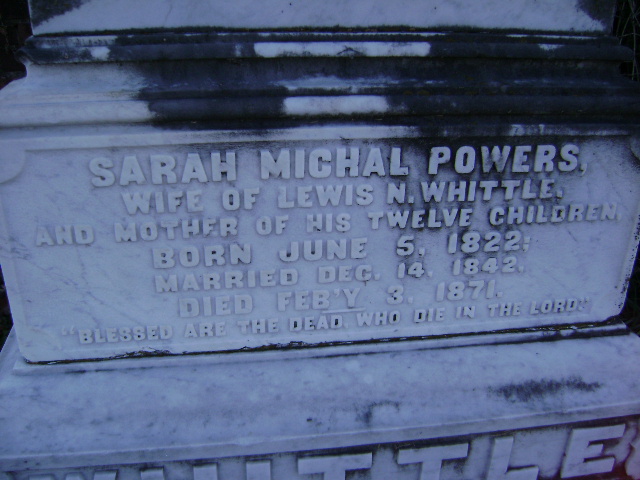 SARAH MICHAL POWERS,
WIFE OF LEWIS N. WHITTLE,
AND MOTHER OF HIS TWELVE CHILDREN,
BORN JUNE 5, 1822;
MARRIED DEC. 14, 1842.
DIED FEB'Y 3, 1871.
"BLESSED ARE THE DEAD WHO DIE IN THE LORD."
WHITTLE